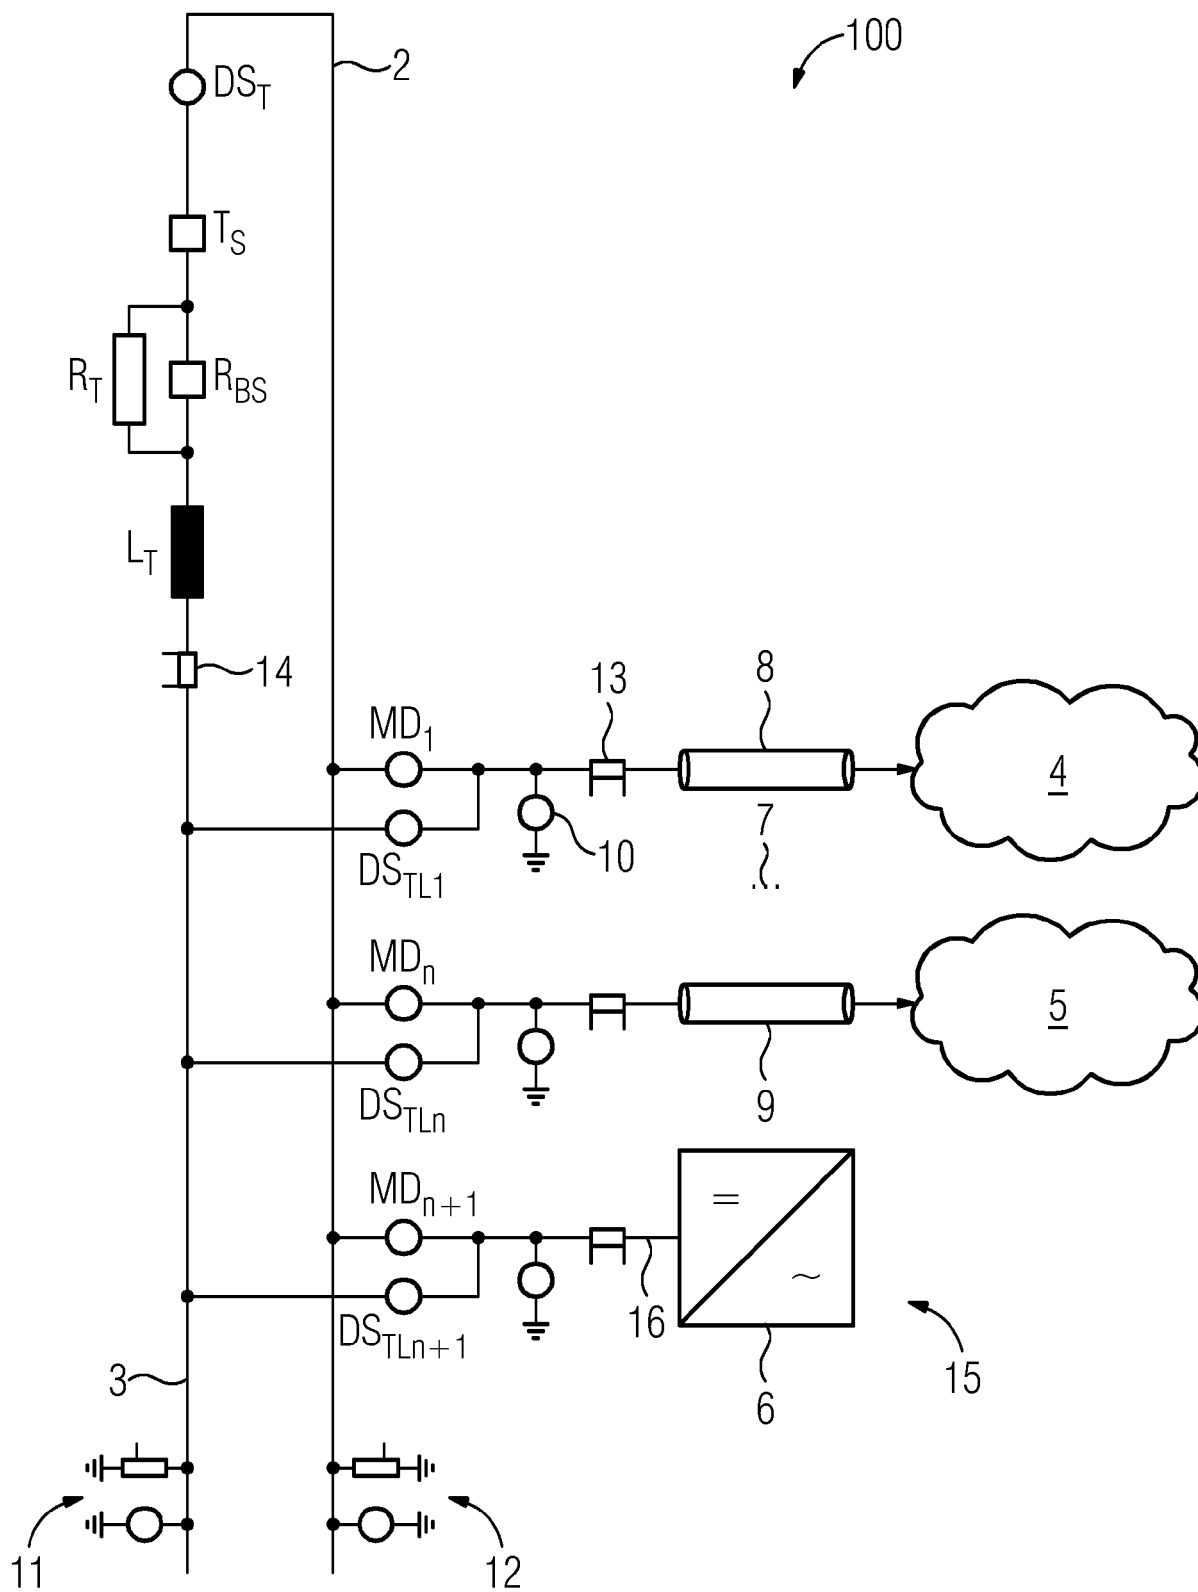 100
2
DS_T
T_S
R_T
R_BS
L_T
14
MD_1
13
8
4
DS_TL1
10
7
...
MD_n
5
DS_TLn
9
MD_n+1
=
~
DS_TLn+1
16
6
15
3
11
12